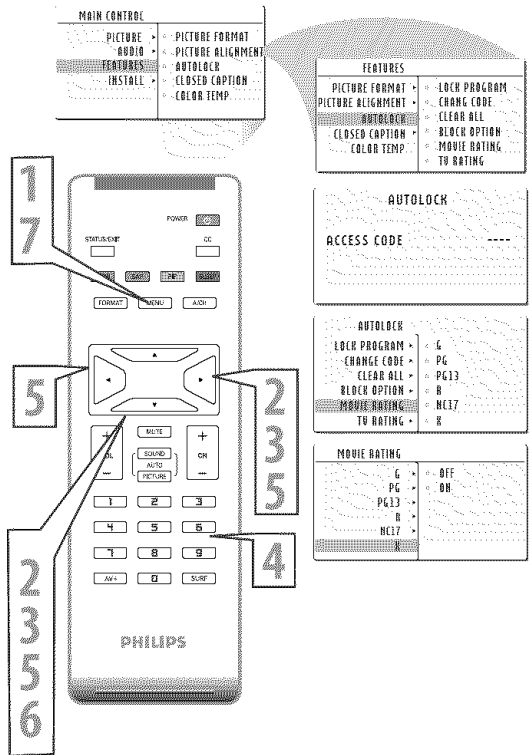 MAIN CONTROL
PICTURE
AUDIO
FEATURES
INSTALL
PICTURE FORMAT
PICTURE ALIGNMENT
AUTOLOCK
CLOSED CAPTION
COLOR TEMP
FEATURES
PICTURE FORMAT
PICTURE ALIGNMENT
AUTOLOCK
CLOSED CAPTION
COLOR TEMP
LOCK PROGRAM
CHANG CODE
CLEAR ALL
BLOCK OPTION
MOVIE RATING
TV RATING
AUTOLOCK
ACCESS CODE ----
AUTOLOCK
LOCK PROGRAM
CHANGE CODE
CLEAR ALL
BLOCK OPTION
MOVIE RATING
TV RATING
G
PG
PG13
R
NC17
X
MOVIE RATING
G
PG
PG13
R
NC17
X
OFF
ON
1
7
5
2
3
5
4
2
3
5
6
POWER
STATUS/EXIT
CC
SAP
PIP
SLEEP
FORMAT
MENU
A/CH
MUTE
+
VOL
−
SOUND
AUTO
PICTURE
+
CH
−
1 2 3
4 5 6
7 8 9
AV+ 0 SURF
PHILIPS